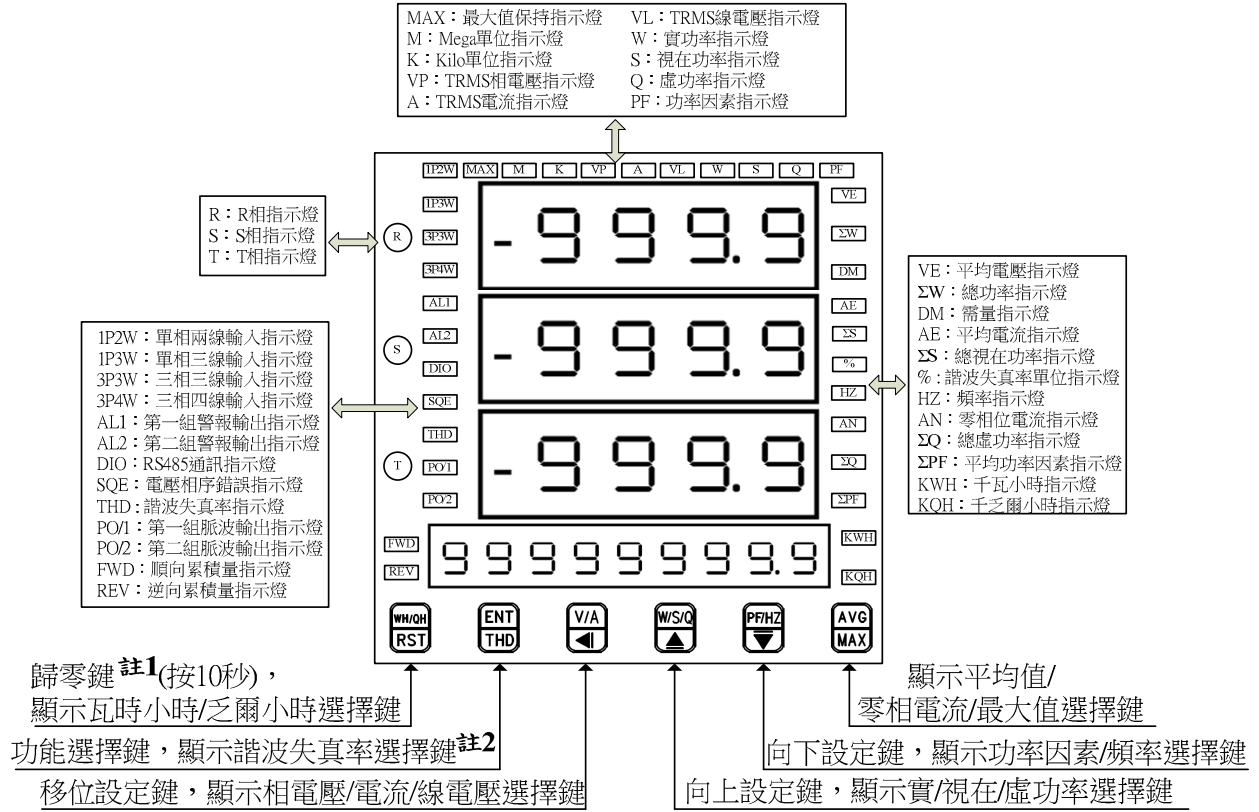 MAX：最大值保持指示燈 VL：TRMS線電壓指示燈
M：Mega單位指示燈 W：實功率指示燈
K：Kilo單位指示燈 S：視在功率指示燈
VP：TRMS相電壓指示燈 Q：虛功率指示燈
A：TRMS電流指示燈 PF：功率因素指示燈
1P2W MAX M K VP A VL W S Q PF
R：R相指示燈
S：S相指示燈
T：T相指示燈
1P2W：單相兩線輸入指示燈
1P3W：單相三線輸入指示燈
3P3W：三相三線輸入指示燈
3P4W：三相四線輸入指示燈
AL1：第一組警報輸出指示燈
AL2：第二組警報輸出指示燈
DIO：RS485通訊指示燈
SQE：電壓相序錯誤指示燈
THD：諧波失真率指示燈
PO/1：第一組脈波輸出指示燈
PO/2：第二組脈波輸出指示燈
FWD：順向累積量指示燈
REV：逆向累積量指示燈
R
S
T
1P3W
3P3W
3P4W
AL1
AL2
DIO
SQE
THD
PO/1
PO/2
FWD
REV
-999.9
-999.9
-999.9
999999999.9
VE
ΣW
DM
AE
ΣS
%
HZ
AN
ΣQ
ΣPF
KWH
KQH
VE：平均電壓指示燈
ΣW：總功率指示燈
DM：需量指示燈
AE：平均電流指示燈
ΣS：總視在功率指示燈
%：諧波失真率單位指示燈
HZ：頻率指示燈
AN：零相位電流指示燈
ΣQ：總虛功率指示燈
ΣPF：平均功率因素指示燈
KWH：千瓦小時指示燈
KQH：千乏爾小時指示燈
WH/QH ENT V/A W/S/Q PF/HZ AVG
RST THD MAX
歸零鍵註1(按10秒)，
顯示瓦時小時/乏爾小時選擇鍵
功能選擇鍵，顯示諧波失真率選擇鍵註2
移位設定鍵，顯示相電壓/電流/線電壓選擇鍵
顯示平均值/
零相電流/最大值選擇鍵
向下設定鍵，顯示功率因素/頻率選擇鍵
向上設定鍵，顯示實/視在/虛功率選擇鍵